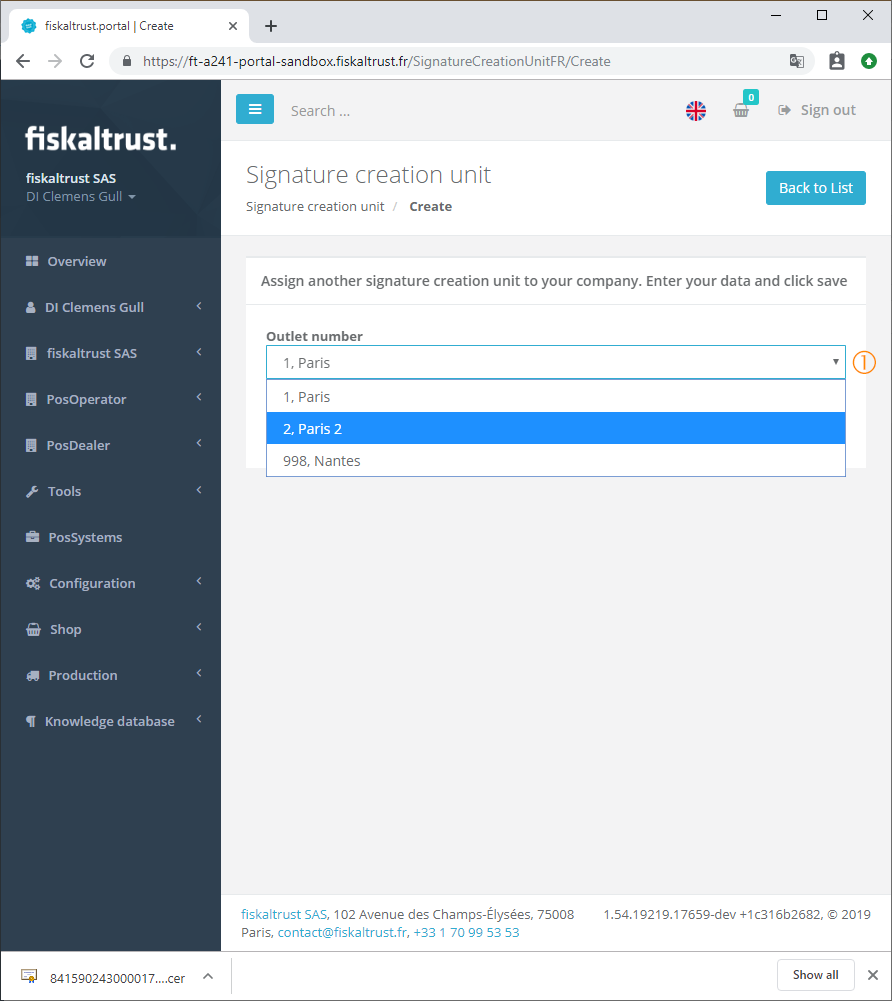 fiskaltrust.portal | Create
https://ft-a241-portal-sandbox.fiskaltrust.fr/SignatureCreationUnitFR/Create
fiskaltrust.
fiskaltrust SAS
DI Clemens Gull
Overview
DI Clemens Gull
fiskaltrust SAS
PosOperator
PosDealer
Tools
PosSystems
Configuration
Shop
Production
Knowledge database
Search ...
0
Sign out
Signature creation unit
Signature creation unit / Create
Back to List
Assign another signature creation unit to your company. Enter your data and click save
Outlet number
1, Paris
1
1, Paris
2, Paris 2
998, Nantes
fiskaltrust SAS, 102 Avenue des Champs-Élysées, 75008
Paris, contact@fiskaltrust.fr, +33 1 70 99 53 53
1.54.19219.17659-dev +1c316b2682, © 2019
841590243000017....cer
Show all